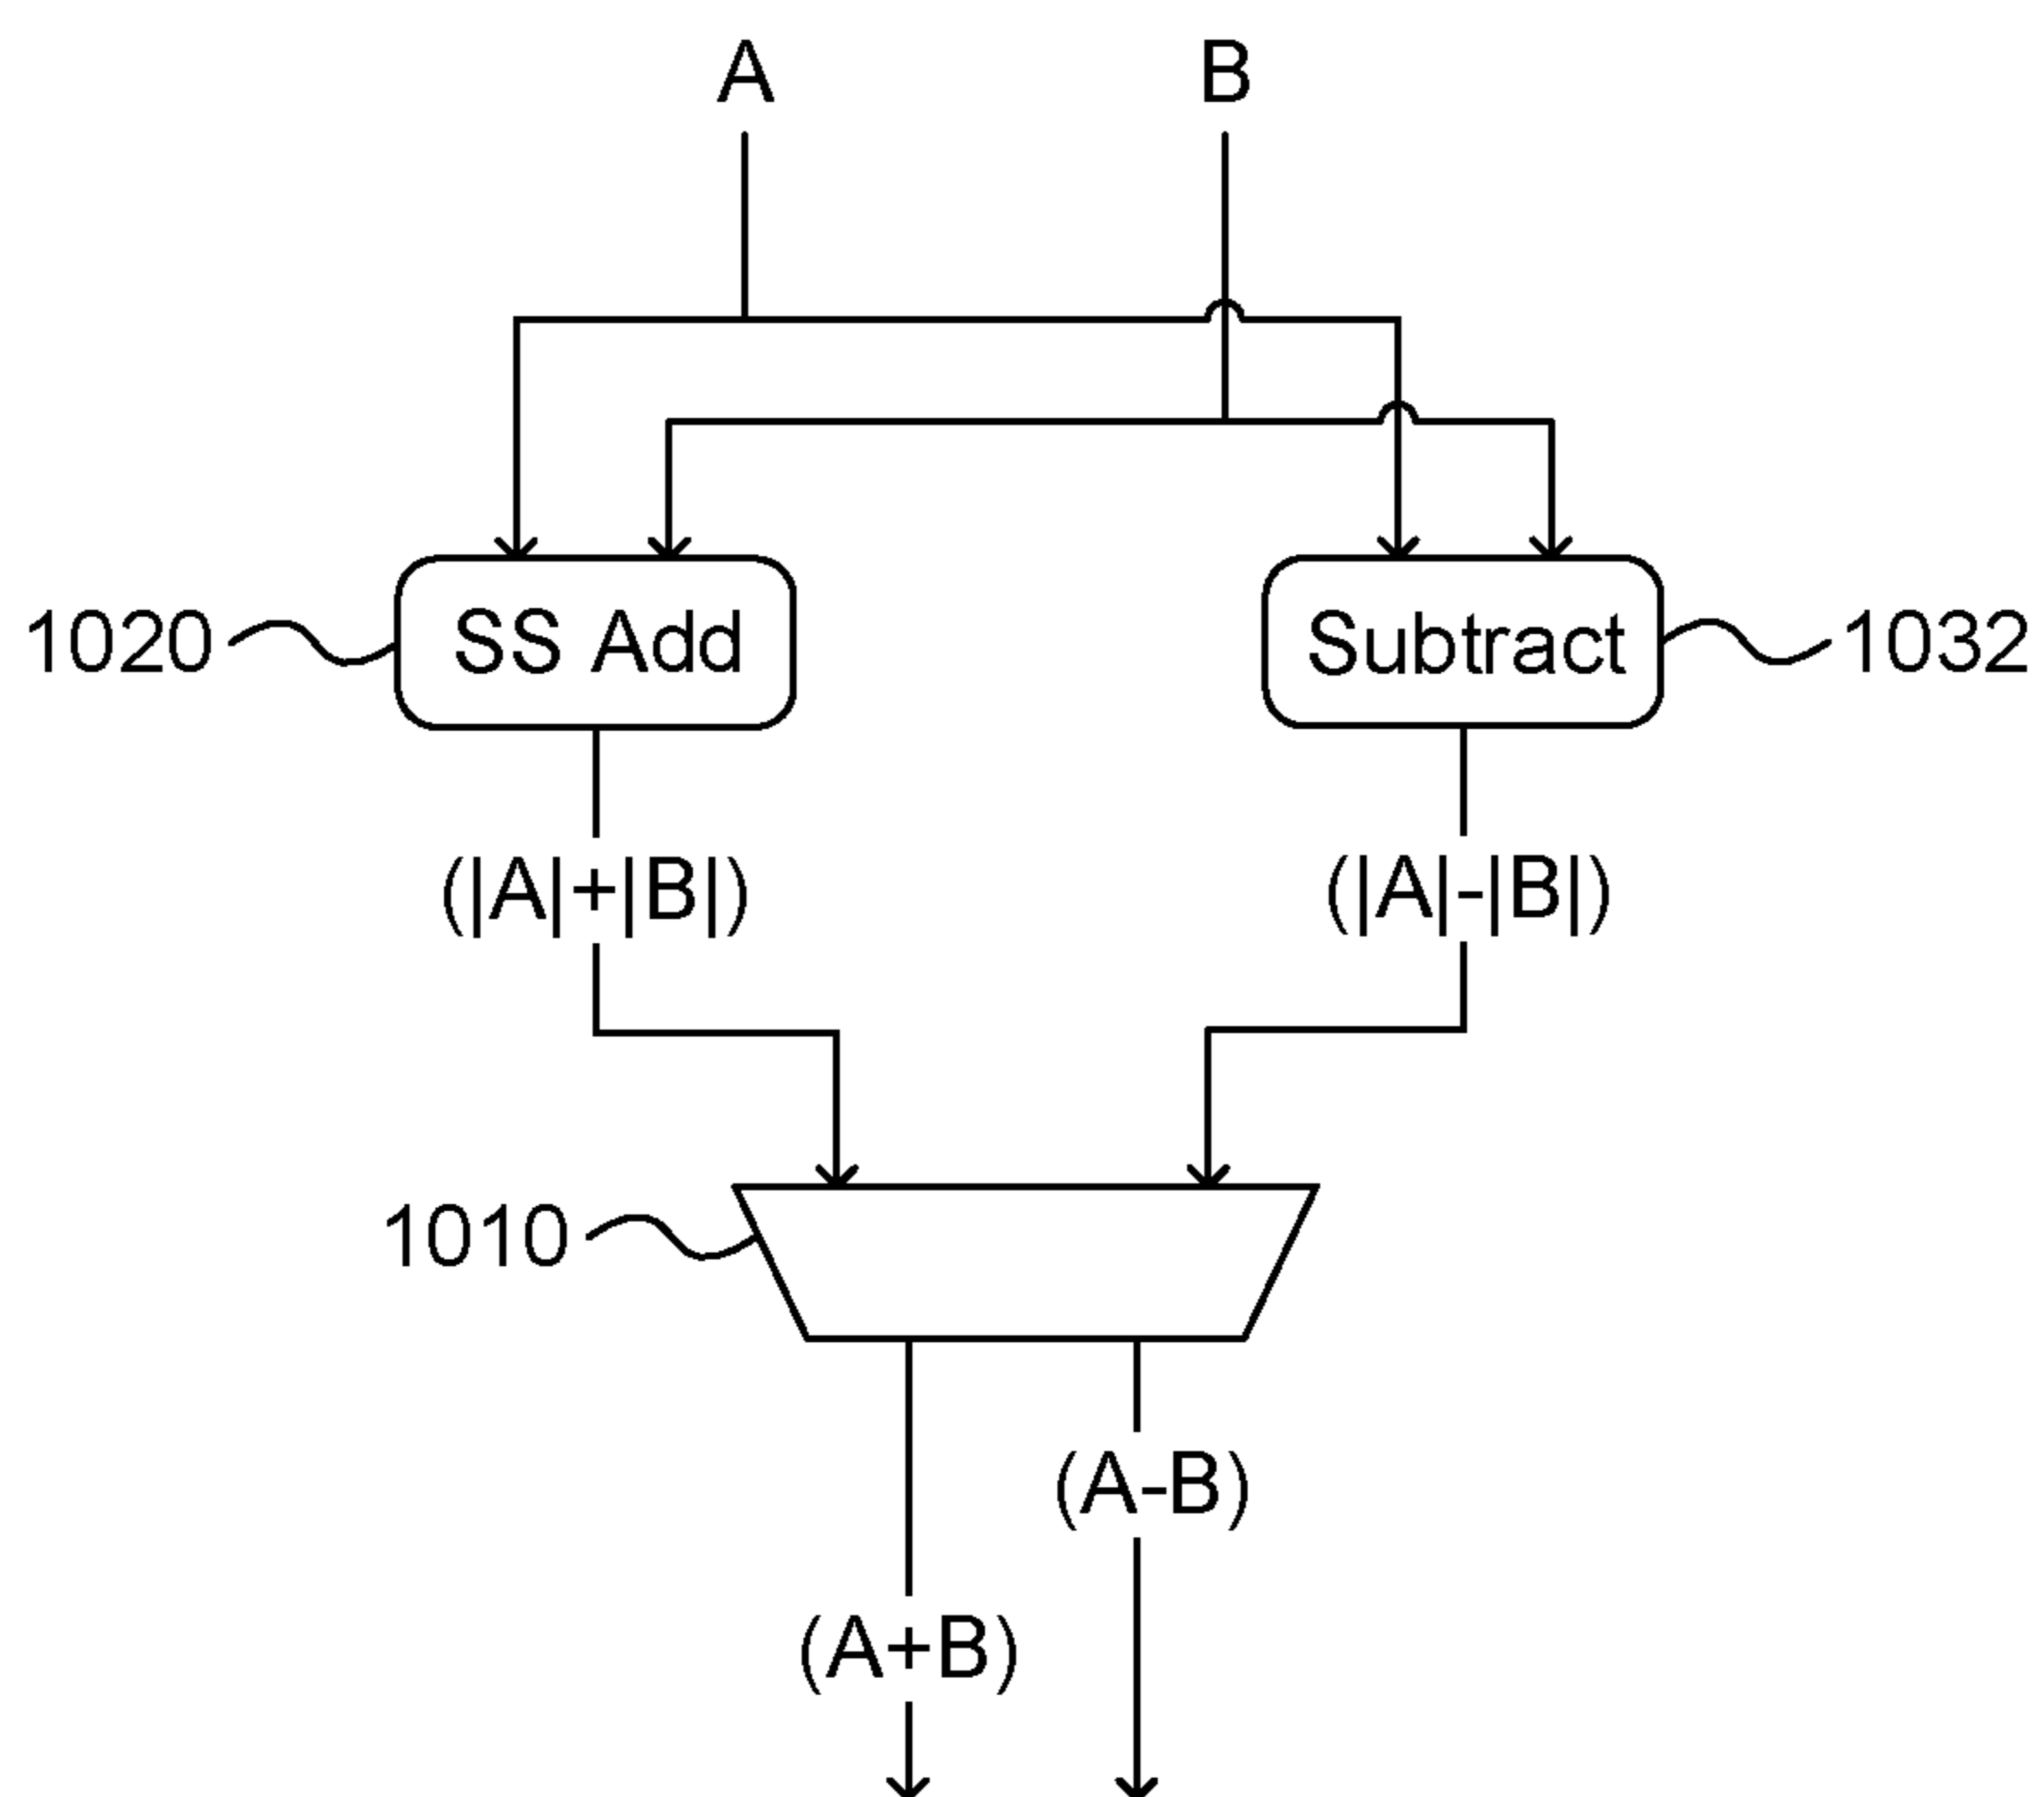 A B
1020 SS Add Subtract 1032
(|A|+|B|) (|A|-|B|)
1010
(A-B)
(A+B)